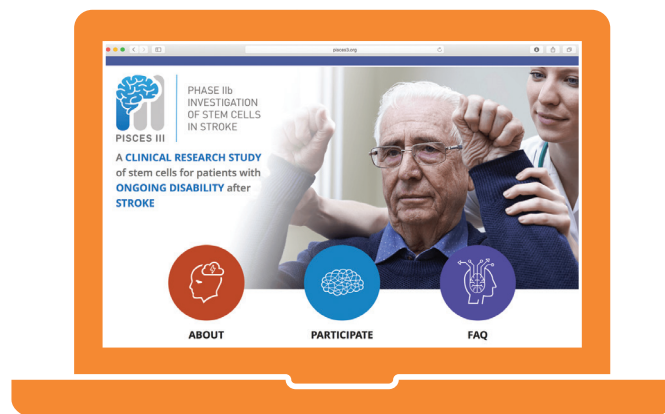 pisces3.org
PHASE IIb
INVESTIGATION
OF STEM CELLS
IN STROKE
PISCES III
A CLINICAL RESEARCH STUDY
of stem cells for patients with
ONGOING DISABILITY after
STROKE
ABOUT
PARTICIPATE
FAQ